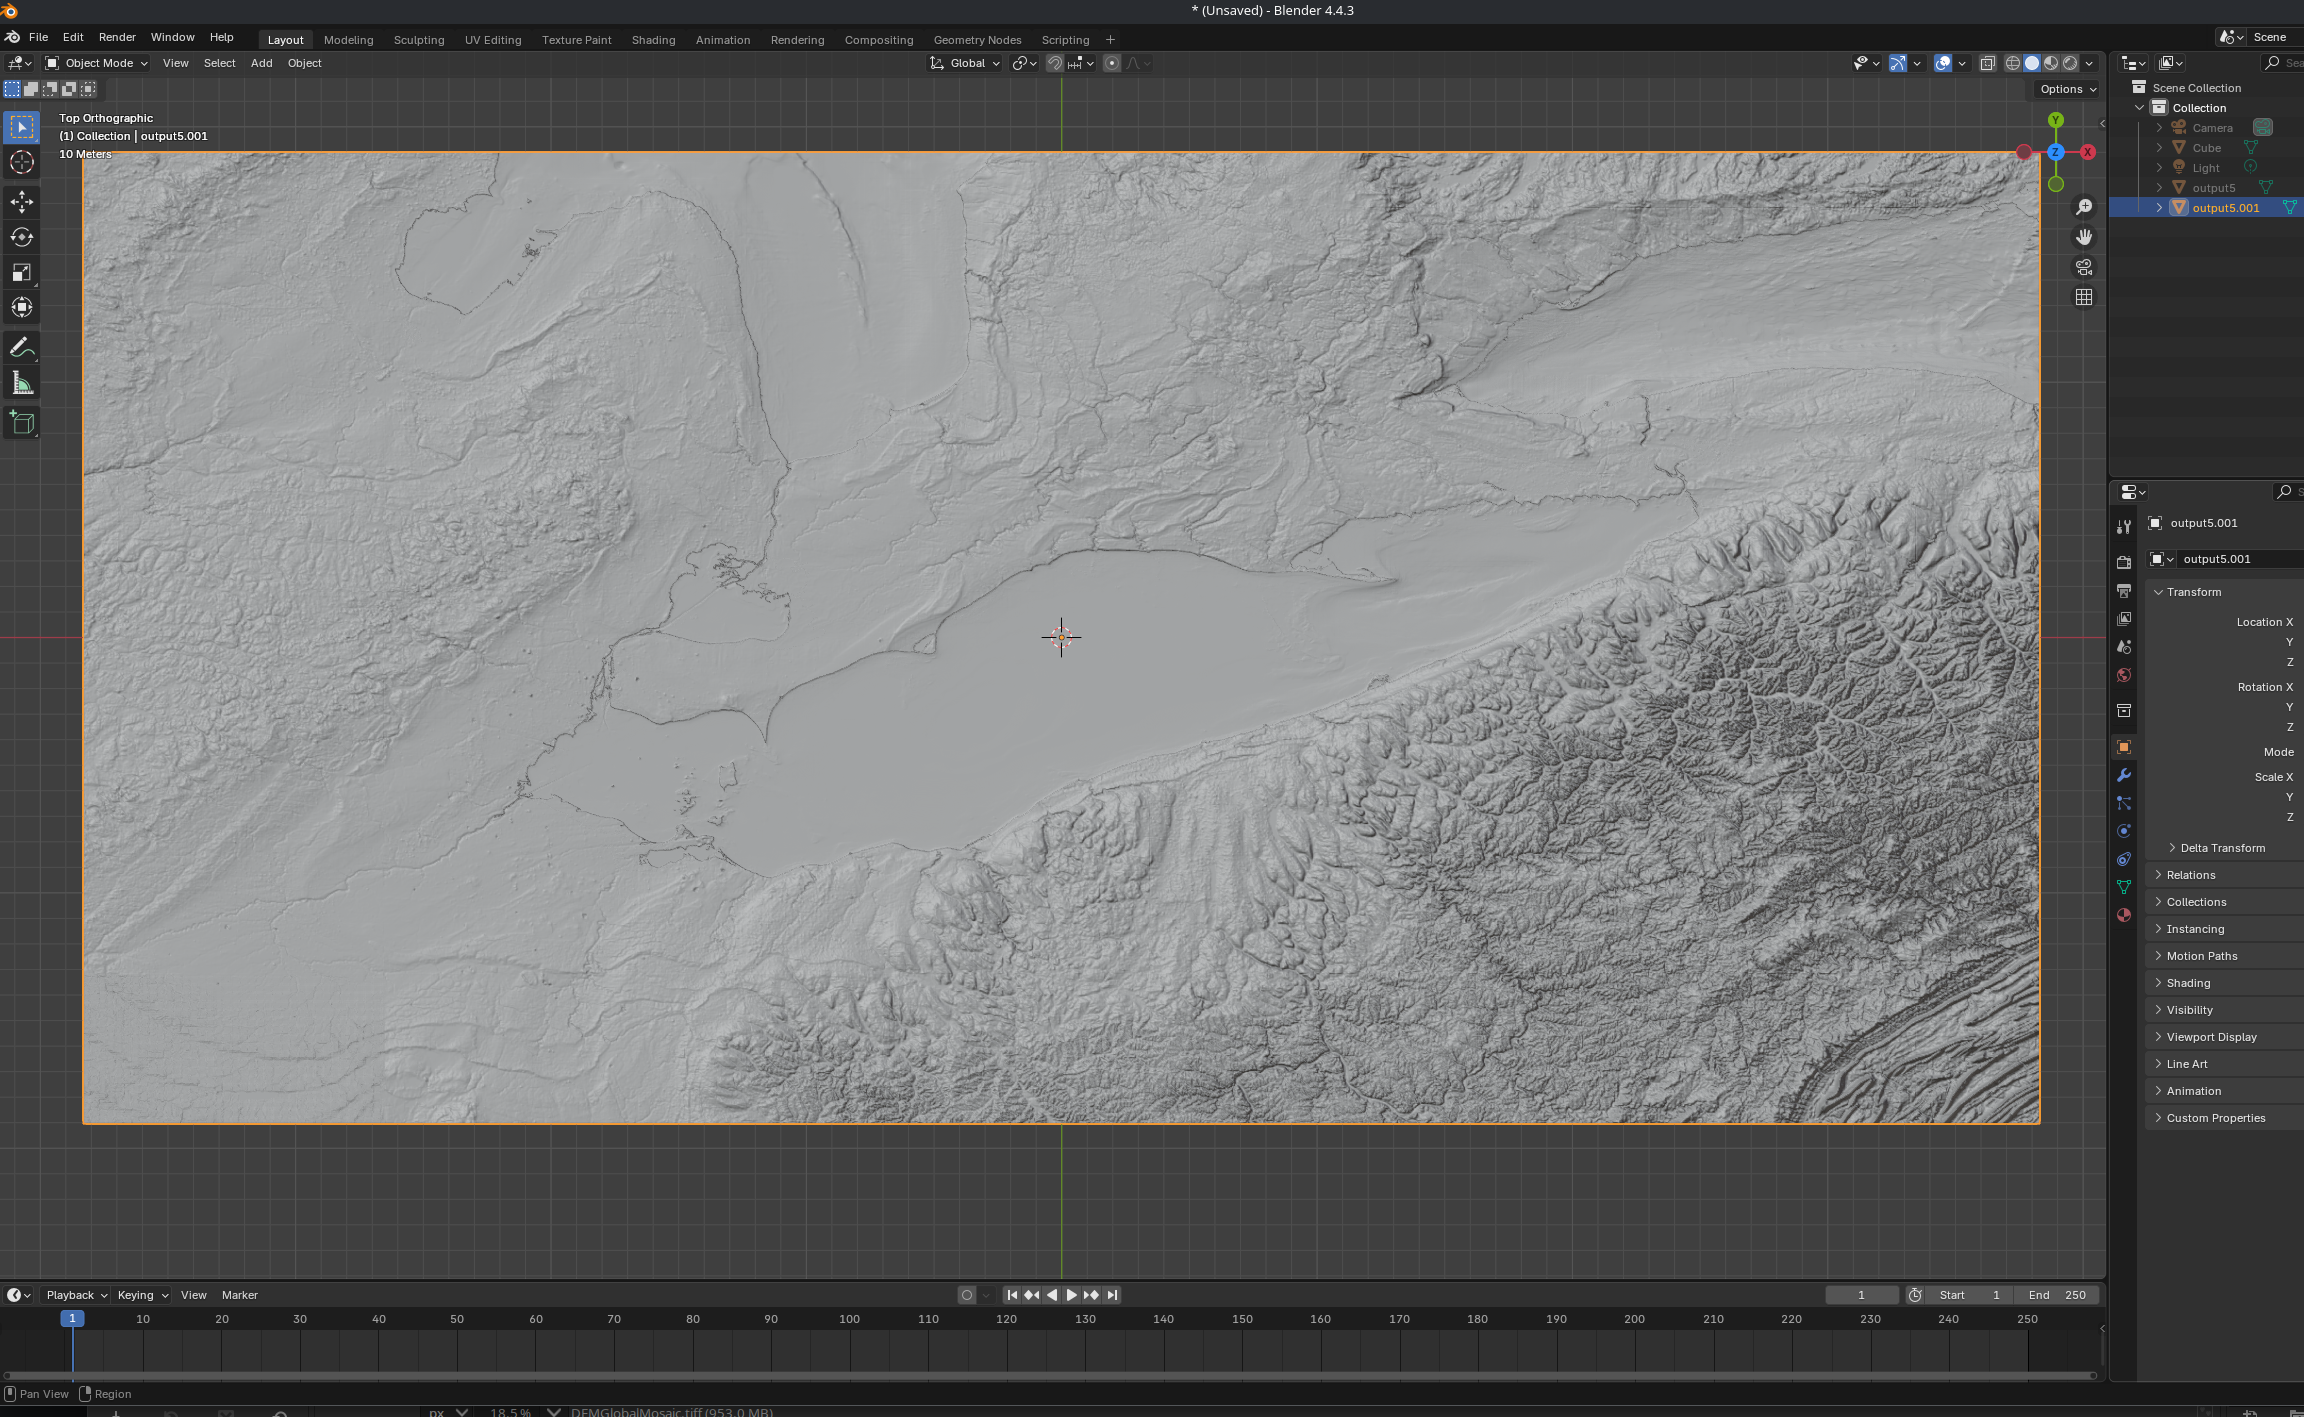 * (Unsaved) - Blender 4.4.3
File Edit Render Window Help Layout Modeling Sculpting UV Editing Texture Paint Shading Animation Rendering Compositing Geometry Nodes Scripting + Scene
Object Mode View Select Add Object Global
Options
Top Orthographic
(1) Collection | output5.001
10 Meters
Y
Z
X
Scene Collection
Collection
Camera
Cube
Light
output5
output5.001
output5.001
output5.001
Transform
Location X
Y
Z
Rotation X
Y
Z
Mode
Scale X
Y
Z
Delta Transform
Relations
Collections
Instancing
Motion Paths
Shading
Visibility
Viewport Display
Line Art
Animation
Custom Properties
Playback Keying View Marker 1 Start 1 End 250
1 10 20 30 40 50 60 70 80 90 100 110 120 130 140 150 160 170 180 190 200 210 220 230 240 250
Pan View Region
px 18.5% DEMGlobalMosaic.tiff (953.0 MB)